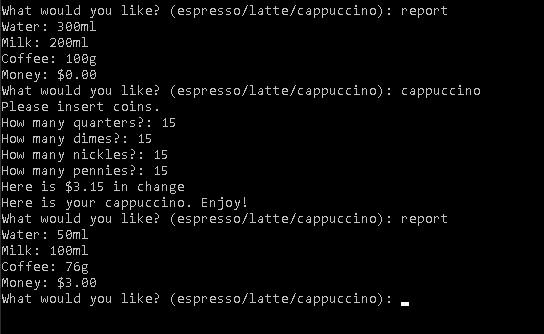 What would you like? (espresso/latte/cappuccino): report
Water: 300ml
Milk: 200ml
Coffee: 100g
Money: $0.00
What would you like? (espresso/latte/cappuccino): cappuccino
Please insert coins.
How many quarters?: 15
How many dimes?: 15
How many nickles?: 15
How many pennies?: 15
Here is $3.15 in change
Here is your cappuccino. Enjoy!
What would you like? (espresso/latte/cappuccino): report
Water: 50ml
Milk: 100ml
Coffee: 76g
Money: $3.00
What would you like? (espresso/latte/cappuccino):